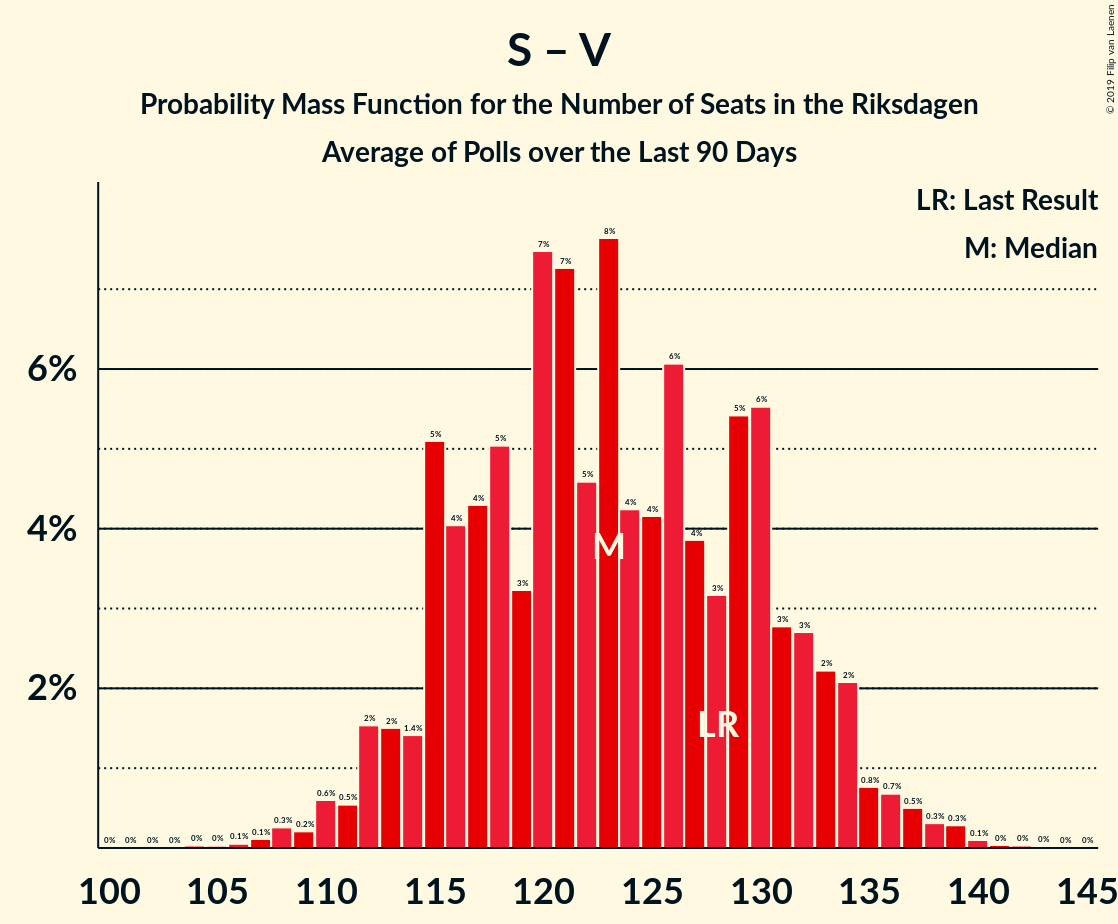 S – V
Probability Mass Function for the Number of Seats in the Riksdagen
Average of Polls over the Last 90 Days
© 2019 Filip van Laenen
LR: Last Result
M: Median
6%
4%
2%
0% 0% 0% 0% 0% 0% 0.1% 0.1% 0.3% 0.2% 0.6% 0.5% 2% 2% 1.4% 5% 4% 4% 5% 3% 7% 7% 5% 8% 4% 4% 6% 4% 3% 5% 6% 3% 3% 2% 2% 0.8% 0.7% 0.5% 0.3% 0.3% 0.1% 0% 0% 0% 0% 0%
M
LR
100 105 110 115 120 125 130 135 140 145